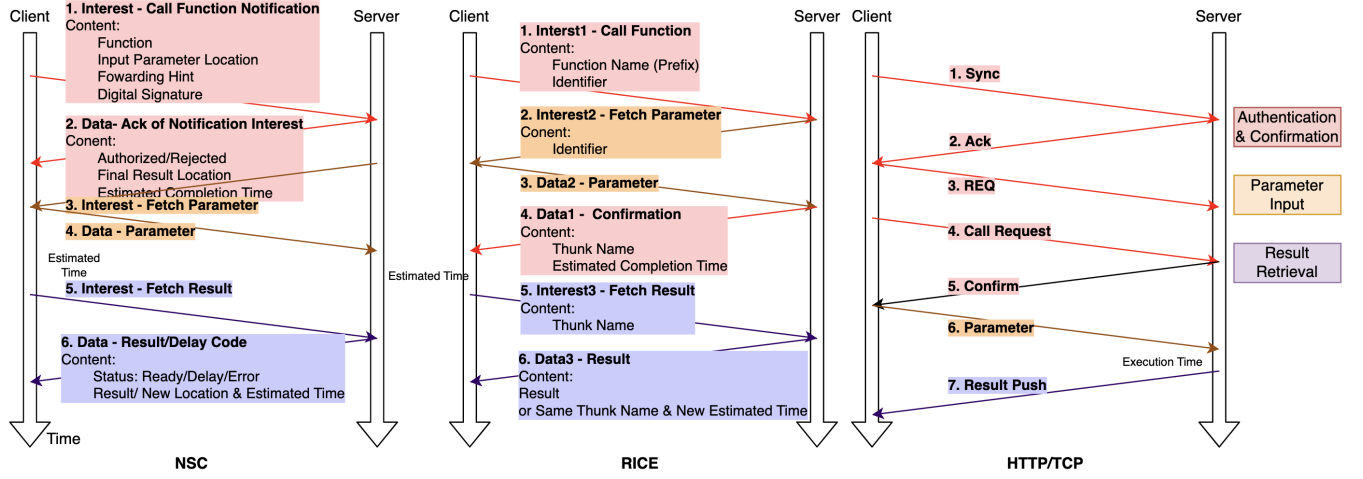 Client
Server
1. Interest - Call Function Notification
Content:
Function
Input Parameter Location
Fowarding Hint
Digital Signature
2. Data- Ack of Notification Interest
Conent:
Authorized/Rejected
Final Result Location
Estimated Completion Time
3. Interest - Fetch Parameter
4. Data - Parameter
Estimated
Time
5. Interest - Fetch Result
6. Data - Result/Delay Code
Content:
Status: Ready/Delay/Error
Result/ New Location & Estimated Time
Time
NSC
Client
Server
1. Interst1 - Call Function
Content:
Function Name (Prefix)
Identifier
2. Interest2 - Fetch Parameter
Conent:
Identifier
3. Data2 - Parameter
4. Data1 -  Confirmation
Content:
Thunk Name
Estimated Completion Time
Estimated Time
5. Interest3 - Fetch Result
Content:
Thunk Name
6. Data3 - Result
Content:
Result
or Same Thunk Name & New Estimated Time
RICE
Client
Server
1. Sync
2. Ack
3. REQ
4. Call Request
5. Confirm
6. Parameter
Execution Time
7. Result Push
HTTP/TCP
Authentication
& Confirmation
Parameter
Input
Result
Retrieval